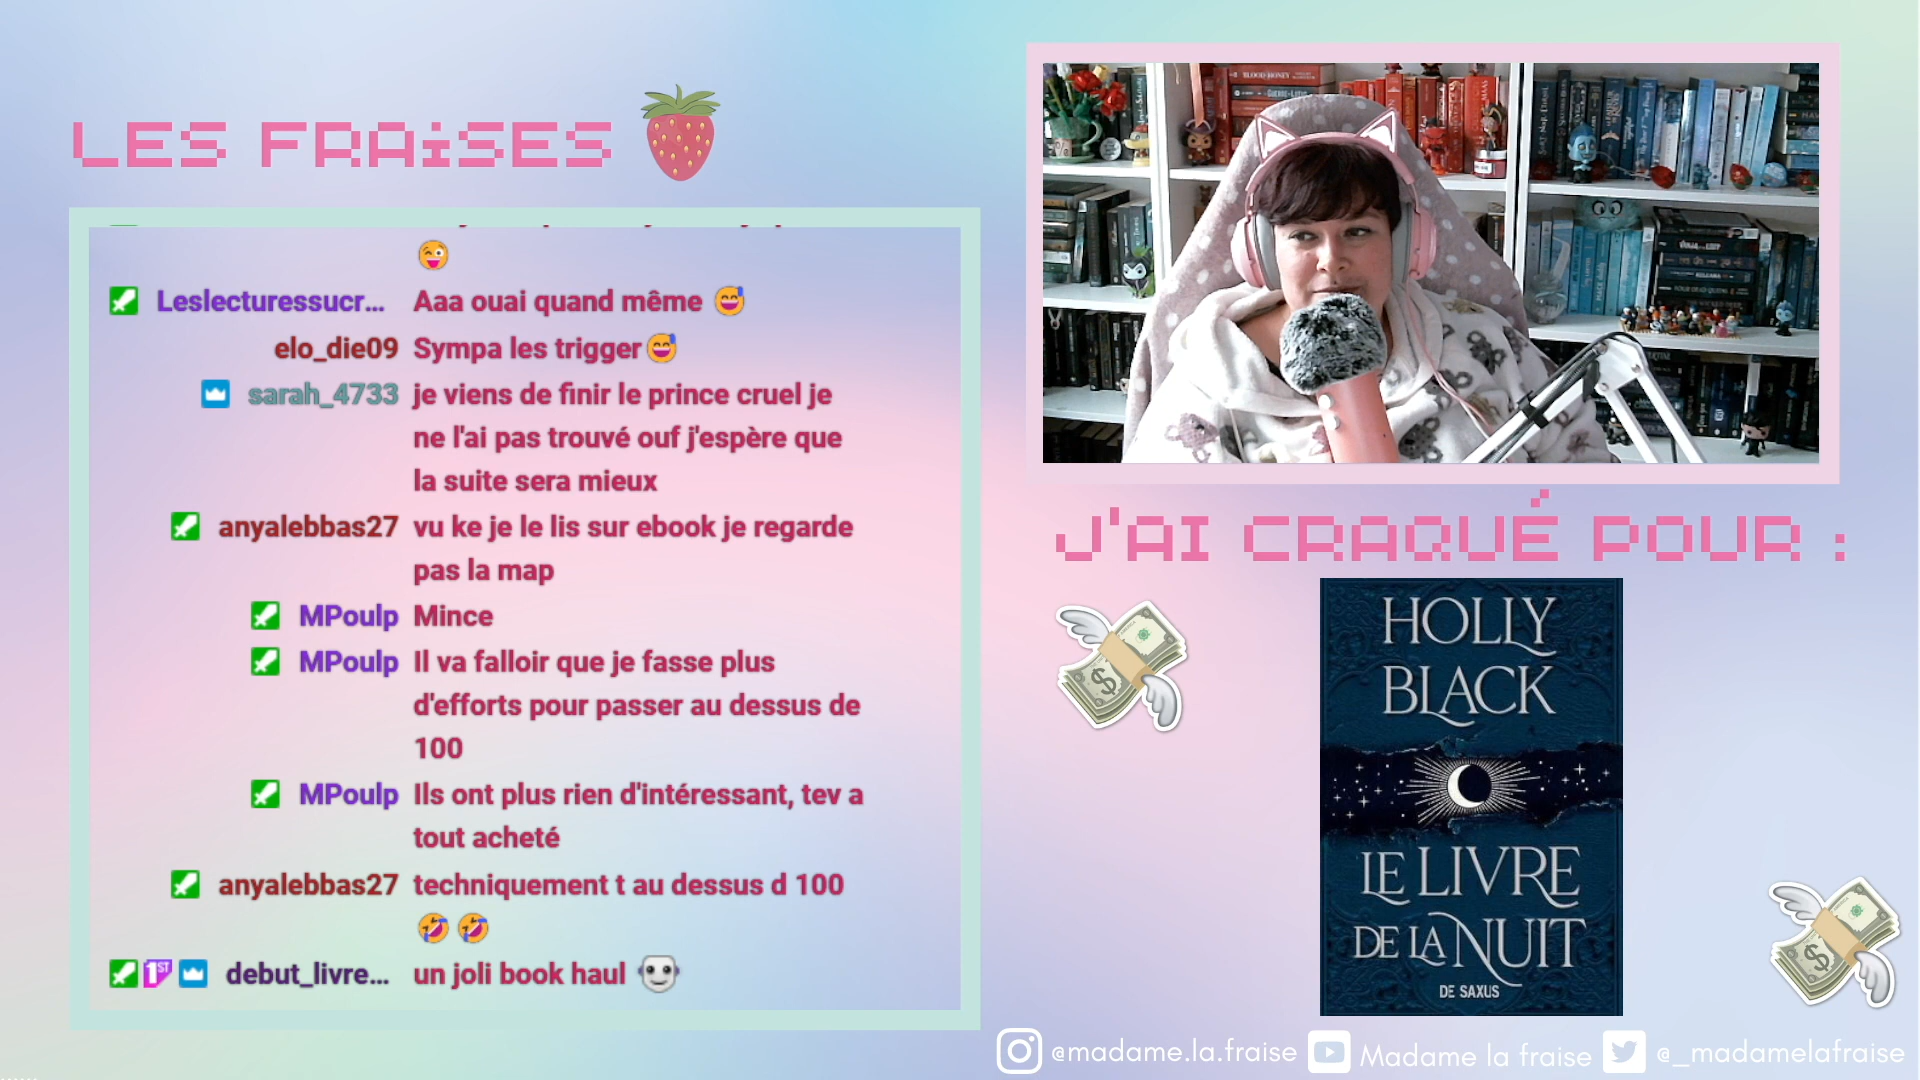 LES FRAiSES
Leslecturessucr... Aaa ouai quand même
elo_die09 Sympa les trigger
sarah_4733 je viens de finir le prince cruel je
ne l'ai pas trouvé ouf j'espère que
la suite sera mieux
anyalebbas27 vu ke je le lis sur ebook je regarde
pas la map
MPoulp Mince
MPoulp Il va falloir que je fasse plus
d'efforts pour passer au dessus de
100
MPoulp Ils ont plus rien d'intéressant, tev a
tout acheté
anyalebbas27 techniquement t au dessus d 100
1ST debut_livre... un joli book haul
BLOOD HONEY
J'AI CRAQUÉ POUR :
HOLLY
BLACK
LE LIVRE
DE LA NUIT
DE SAXUS
@madame.la.fraise Madame la fraise @_madamelafraise